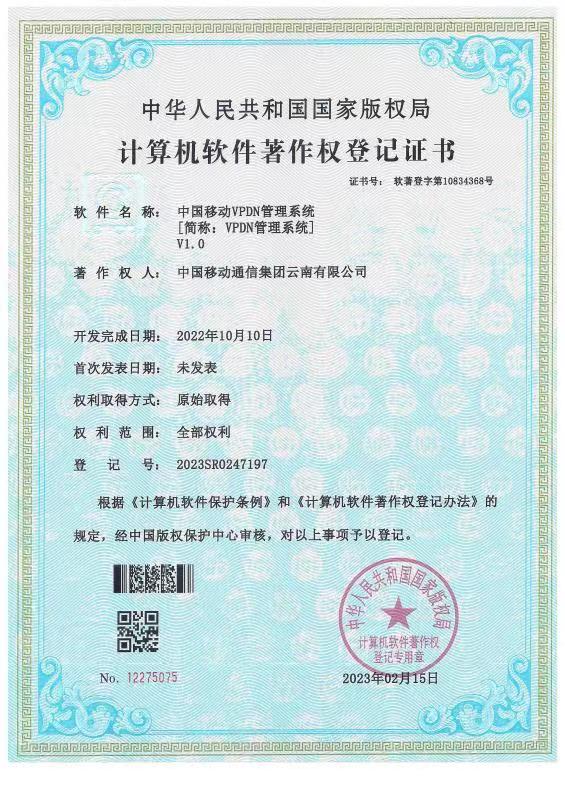 中华人民共和国国家版权局
计算机软件著作权登记证书
证书号： 软著登字第10834368号
软件名称： 中国移动VPDN管理系统
[简称：VPDN管理系统]
V1.0
著作权人： 中国移动通信集团云南有限公司
开发完成日期： 2022年10月10日
首次发表日期： 未发表
权利取得方式： 原始取得
权利范围： 全部权利
登记号： 2023SR0247197
根据《计算机软件保护条例》和《计算机软件著作权登记办法》的
规定，经中国版权保护中心审核，对以上事项予以登记。
中华人民共和国国家版权局
计算机软件著作权
登记专用章
No. 12275075
2023年02月15日